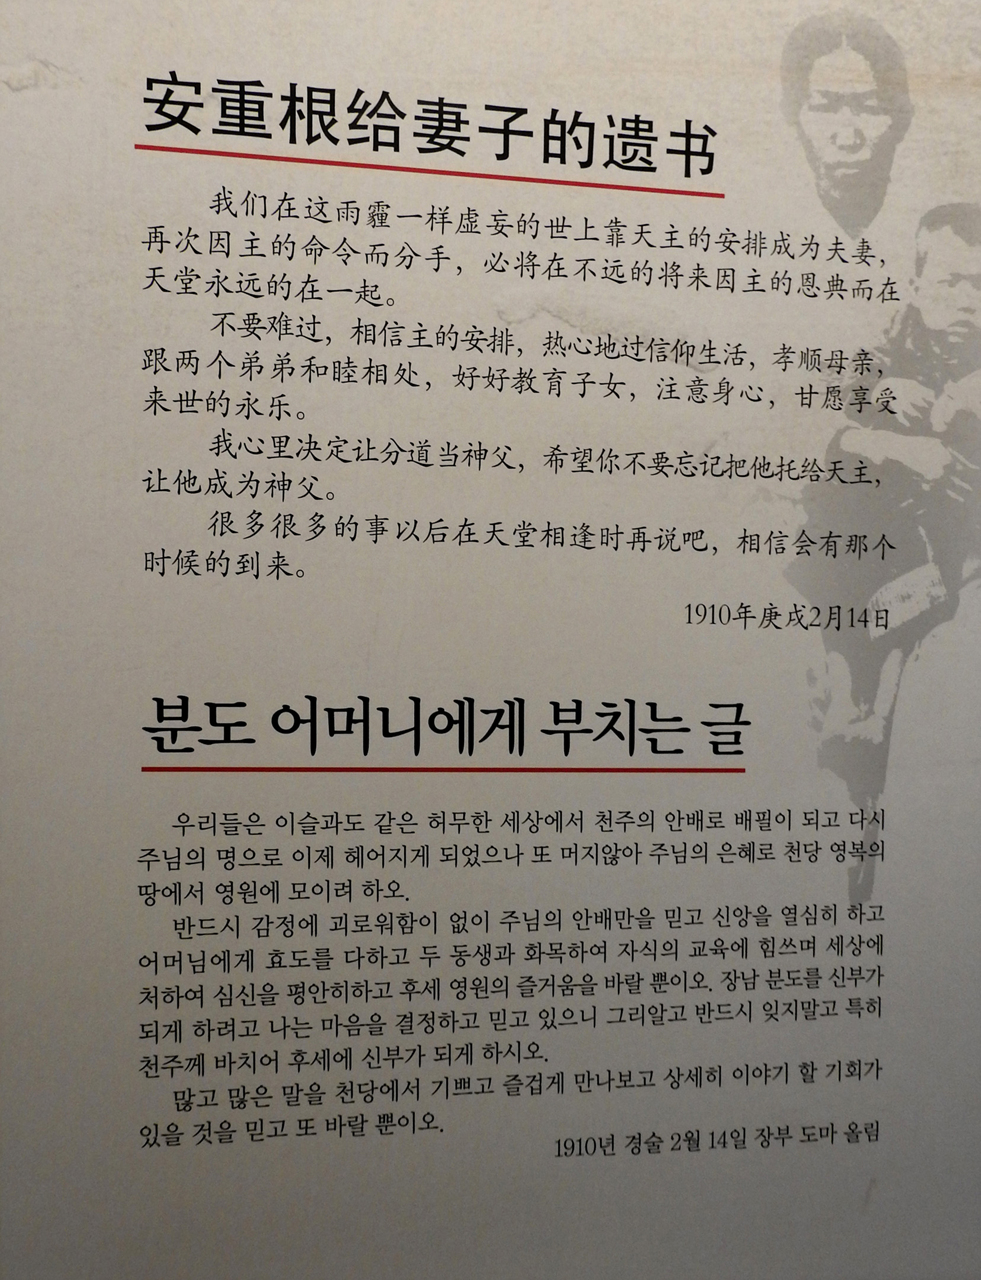 安重根给妻子的遗书
我们在这雨霾一样虚妄的世上靠天主的安排成为夫妻，
再次因主的命令而分手，必将在不远的将来因主的恩典而在
天堂永远的在一起。
不要难过，相信主的安排，热心地过信仰生活，孝顺母亲，
跟两个弟弟和睦相处，好好教育子女，注意身心，甘愿享受
来世的永乐。
我心里决定让分道当神父，希望你不要忘记把他托给天主，
让他成为神父。
很多很多的事以后在天堂相逢时再说吧，相信会有那个
时候的到来。
1910年庚戌2月14日
분도 어머니에게 부치는 글
우리들은 이슬과도 같은 허무한 세상에서 천주의 안배로 배필이 되고 다시
주님의 명으로 이제 헤어지게 되었으나 또 머지않아 주님의 은혜로 천당 영복의
땅에서 영원에 모이려 하오.
반드시 감정에 괴로워함이 없이 주님의 안배만을 믿고 신앙을 열심히 하고
어머님에게 효도를 다하고 두 동생과 화목하여 자식의 교육에 힘쓰며 세상에
처하여 심신을 평안히하고 후세 영원의 즐거움을 바랄 뿐이오. 장남 분도를 신부가
되게 하려고 나는 마음을 결정하고 믿고 있으니 그리알고 반드시 잊지말고 특히
천주께 바치어 후세에 신부가 되게 하시오.
많고 많은 말을 천당에서 기쁘고 즐겁게 만나보고 상세히 이야기 할 기회가
있을 것을 믿고 또 바랄 뿐이오.
1910년 경술 2월 14일 장부 도마 올림